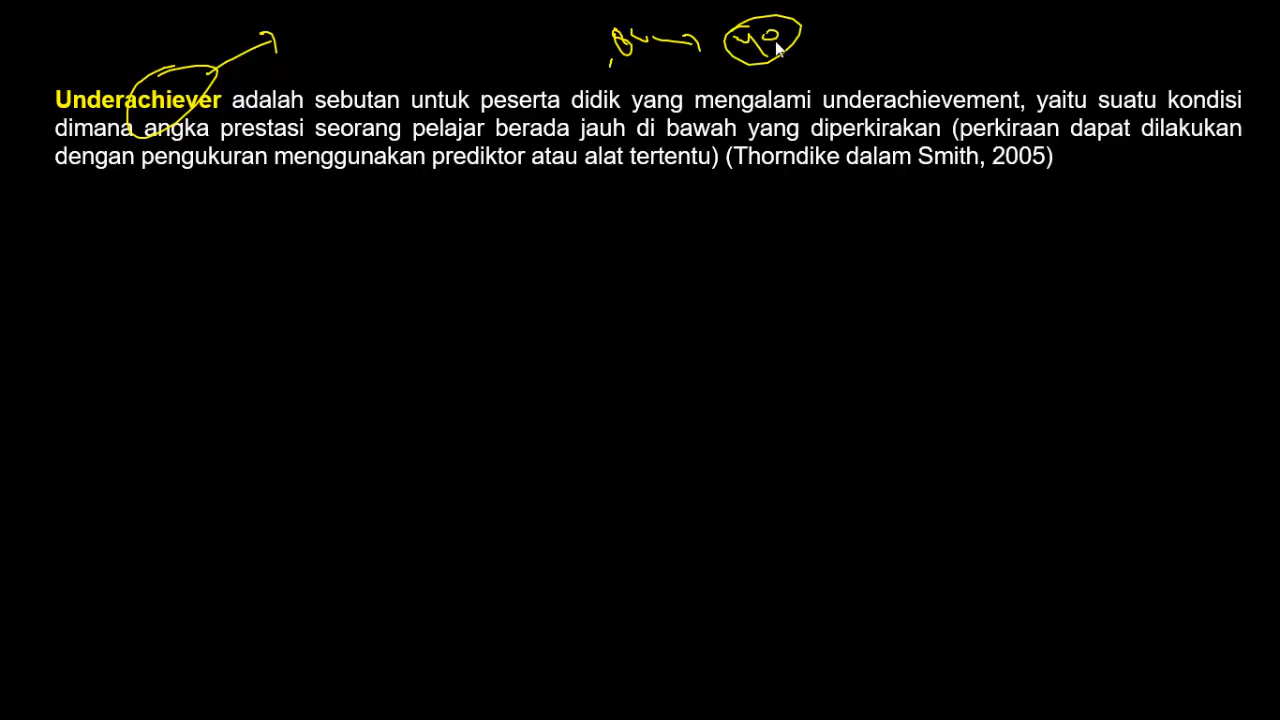 Underachiever adalah sebutan untuk peserta didik yang mengalami underachievement, yaitu suatu kondisi
dimana angka prestasi seorang pelajar berada jauh di bawah yang diperkirakan (perkiraan dapat dilakukan
dengan pengukuran menggunakan prediktor atau alat tertentu) (Thorndike dalam Smith, 2005)